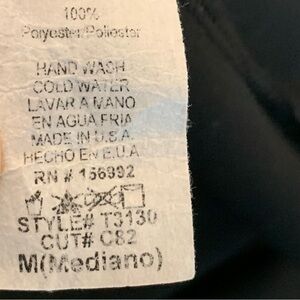 100%
Polyester/Poliester
HAND WASH
COLD WATER
LAVAR A MANO
EN AGUA FRIA
MADE IN U.S.A.
HECHO EN E.U.A.
RN # 156992
STYLE# T3130
CUT# C82
M(Mediano)